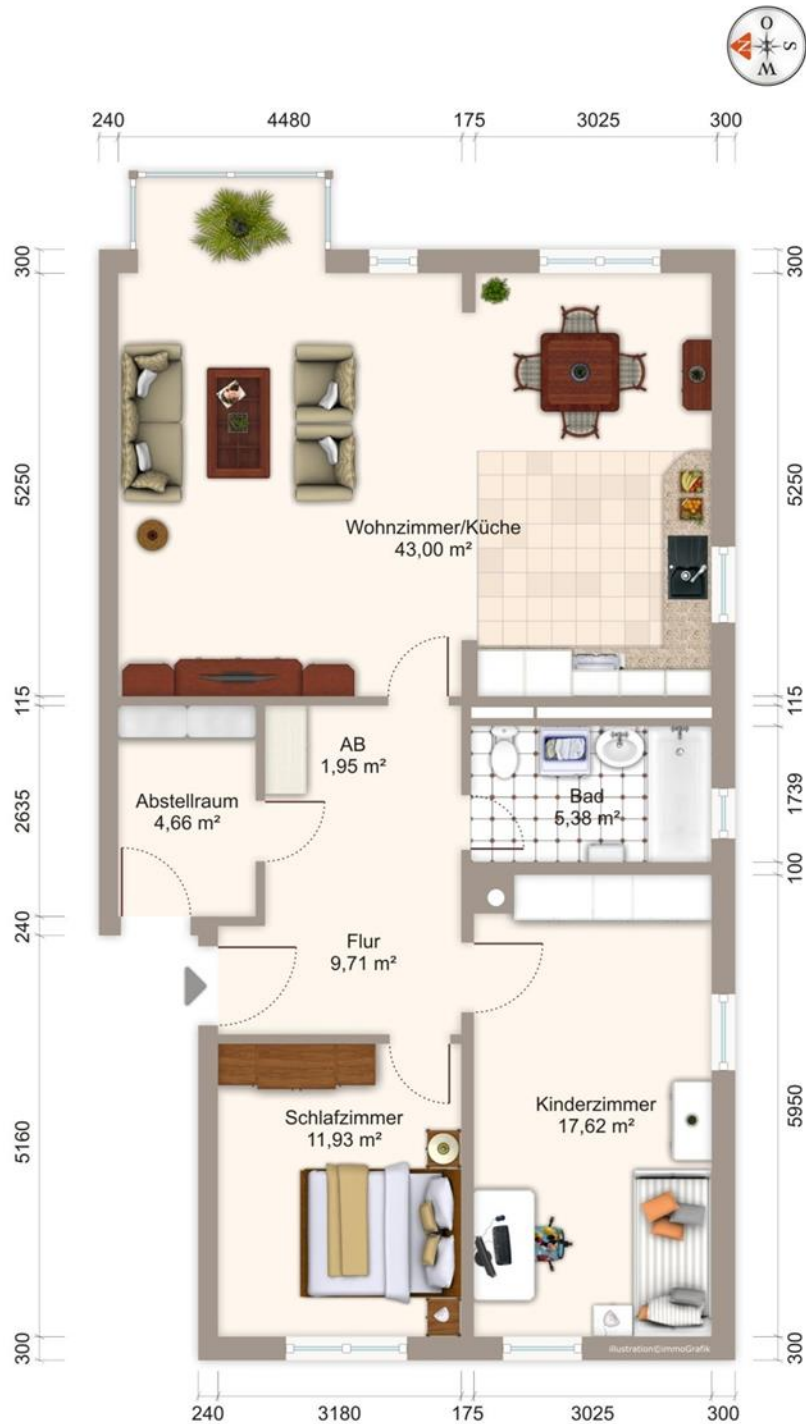 O
N
S
W
240 4480 175 3025 300
300
300
5250
5250
Wohnzimmer/Küche
43,00 m²
115
115
AB
1,95 m²
Abstellraum
4,66 m²
Bad
5,38 m²
2635
1739
100
240
Flur
9,71 m²
Schlafzimmer
11,93 m²
Kinderzimmer
17,62 m²
5160
5950
300
300
illustration©immoGrafik
240 3180 175 3025 300